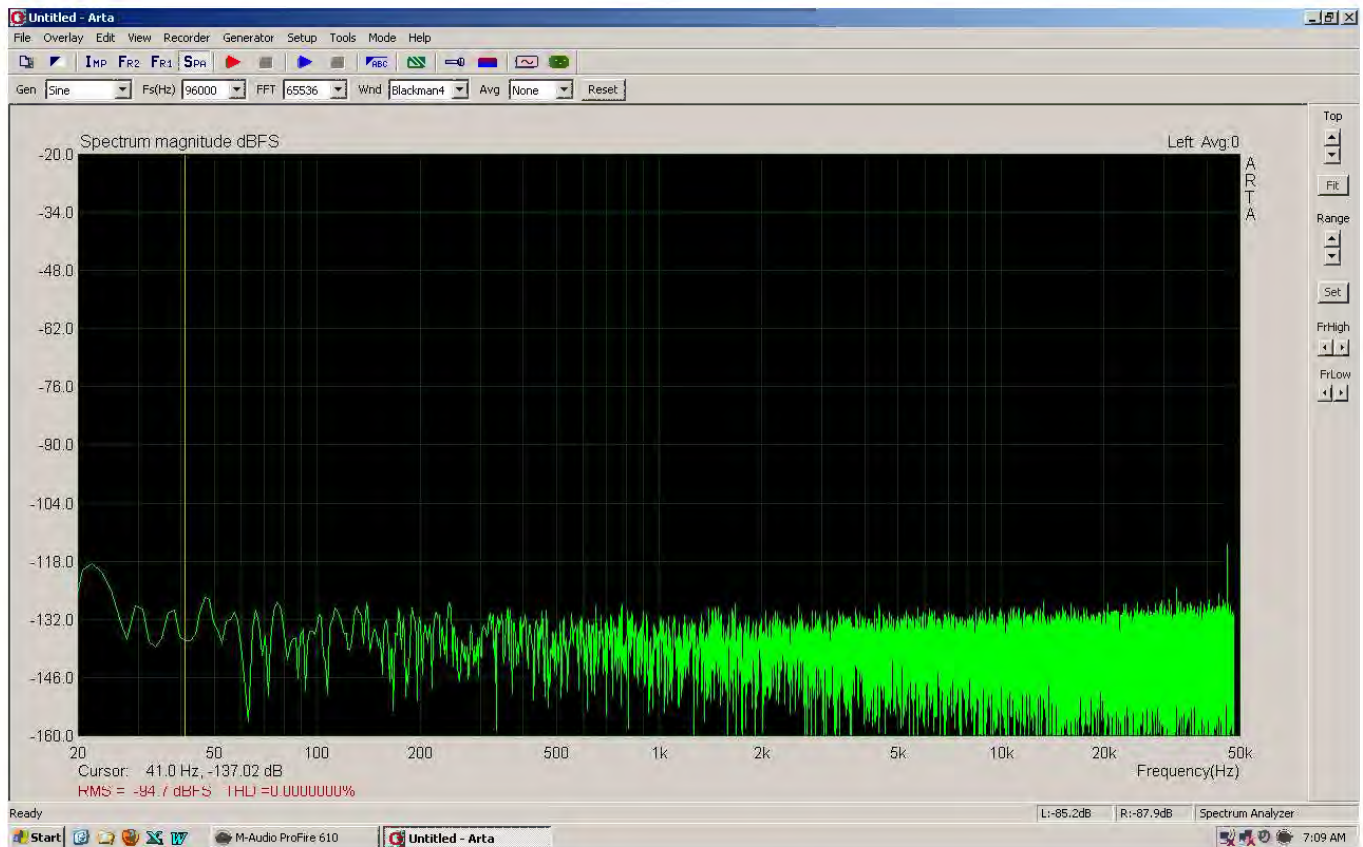 Untitled - Arta
File Overlay Edit View Recorder Generator Setup Tools Mode Help
IMP FR2 FR1 SPA ABC
Gen Sine Fs(Hz) 96000 FFT 65536 Wnd Blackman4 Avg None Reset
Spectrum magnitude dBFS
Left Avg:0
-20.0
-34.0
-48.0
-62.0
-76.0
-90.0
-104.0
-118.0
-132.0
-146.0
-160.0
ARTA
20 50 100 200 500 1k 2k 5k 10k 20k 50k
Cursor: 41.0 Hz, -137.02 dB
Frequency(Hz)
RMS = -94.7 dBFS THD =0.0000000%
Top
Fit
Range
Set
FrHigh
FrLow
Ready
L:-85.2dB R:-87.9dB Spectrum Analyzer
Start M-Audio ProFire 610 Untitled - Arta 7:09 AM